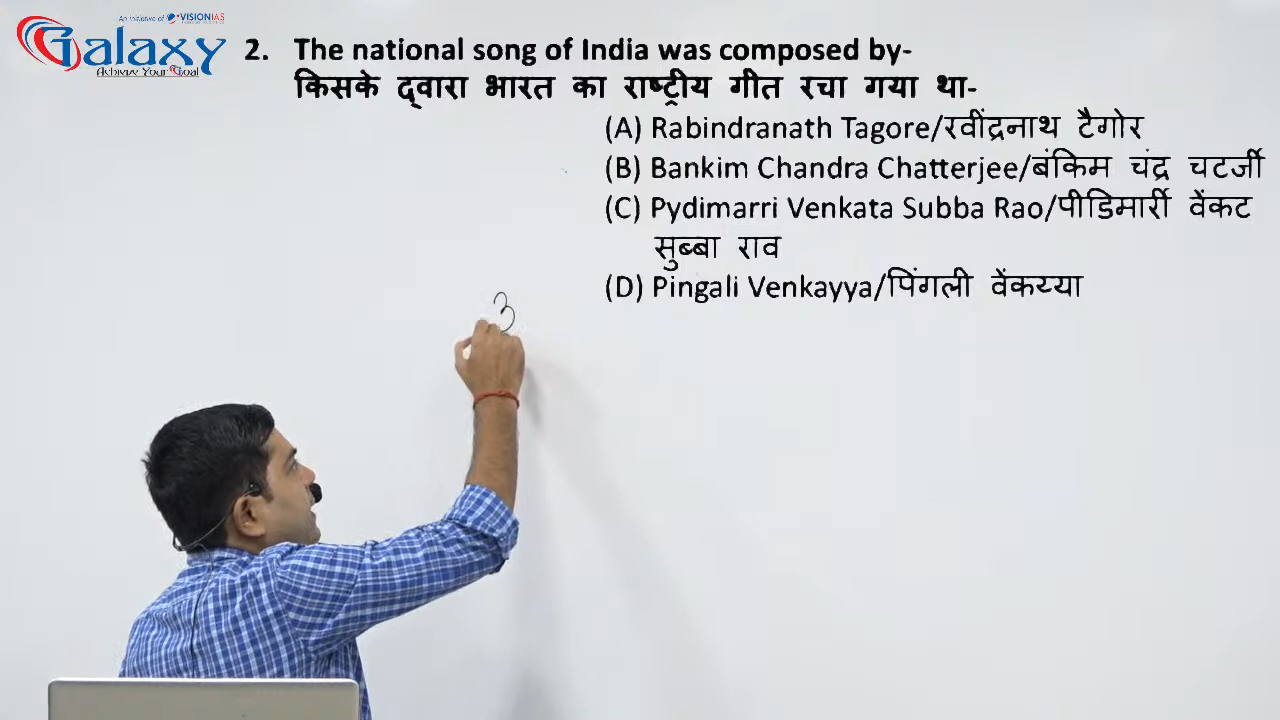 An initiative of VISIONIAS
Galaxy
Achieve Your Goal
2. The national song of India was composed by-
किसके द्वारा भारत का राष्ट्रीय गीत रचा गया था-
(A) Rabindranath Tagore/रवींद्रनाथ टैगोर
(B) Bankim Chandra Chatterjee/बंकिम चंद्र चटर्जी
(C) Pydimarri Venkata Subba Rao/पीडिमार्री वेंकट
सुब्बा राव
(D) Pingali Venkayya/पिंगली वेंकय्या
3